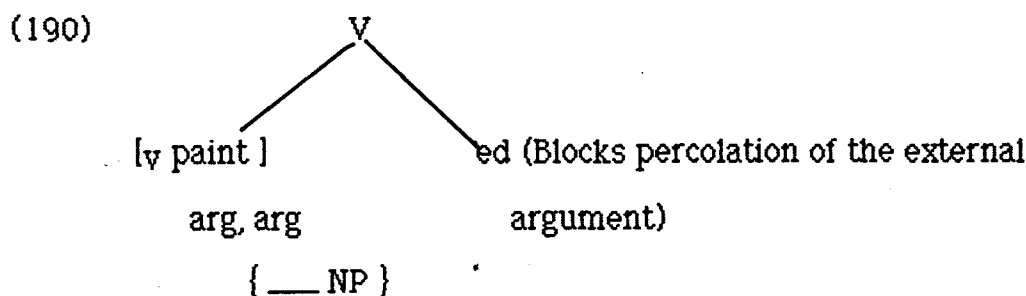 (190) V
[v paint ] ed (Blocks percolation of the external
arg, arg argument)
{ ___ NP }